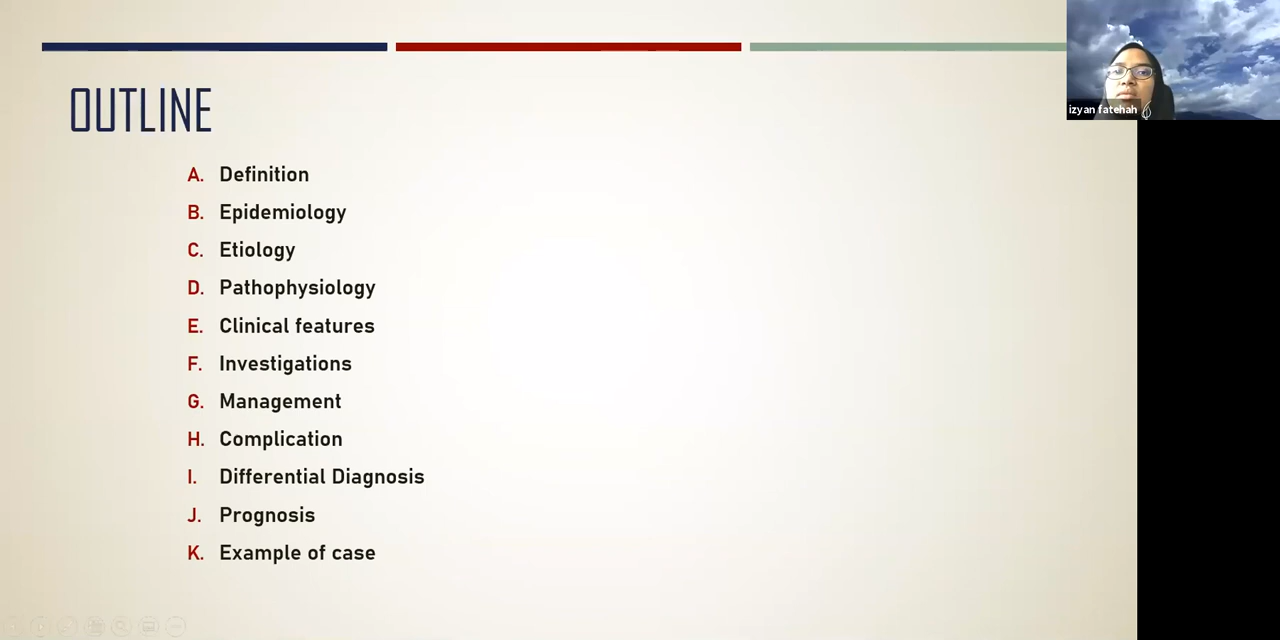 OUTLINE
A. Definition
B. Epidemiology
C. Etiology
D. Pathophysiology
E. Clinical features
F. Investigations
G. Management
H. Complication
I. Differential Diagnosis
J. Prognosis
K. Example of case
izyan fatehah